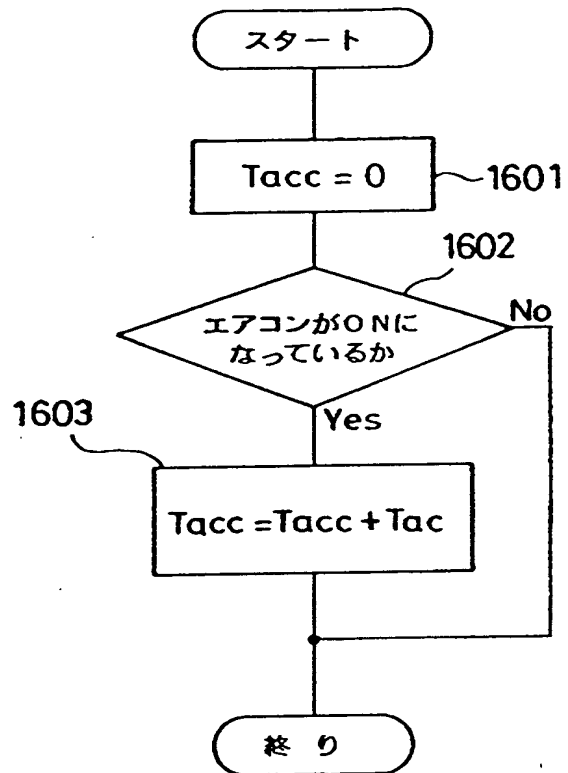 スタート
Tacc = 0
1601
1602
エアコンがONに
なっているか
No
Yes
1603
Tacc=Tacc+Tac
終り